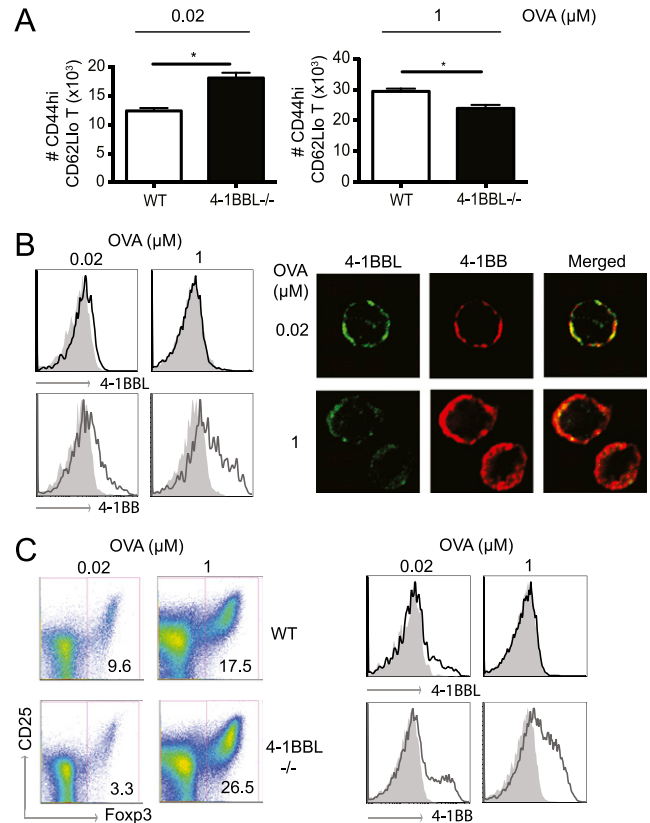 A
0.02
1
OVA (µM)
# CD44hi
CD62Llo T (x10³)
20
15
10
5
0
*
WT
4-1BBL-/-
# CD44hi
CD62Llo T (x10³)
40
30
20
10
0
*
WT
4-1BBL-/-
B
OVA (µM)
0.02
1
4-1BBL
4-1BB
OVA
(µM)
4-1BBL
4-1BB
Merged
0.02
1
C
OVA (µM)
0.02
1
9.6
17.5
WT
3.3
26.5
4-1BBL
-/-
CD25
Foxp3
OVA (µM)
0.02
1
4-1BBL
4-1BB